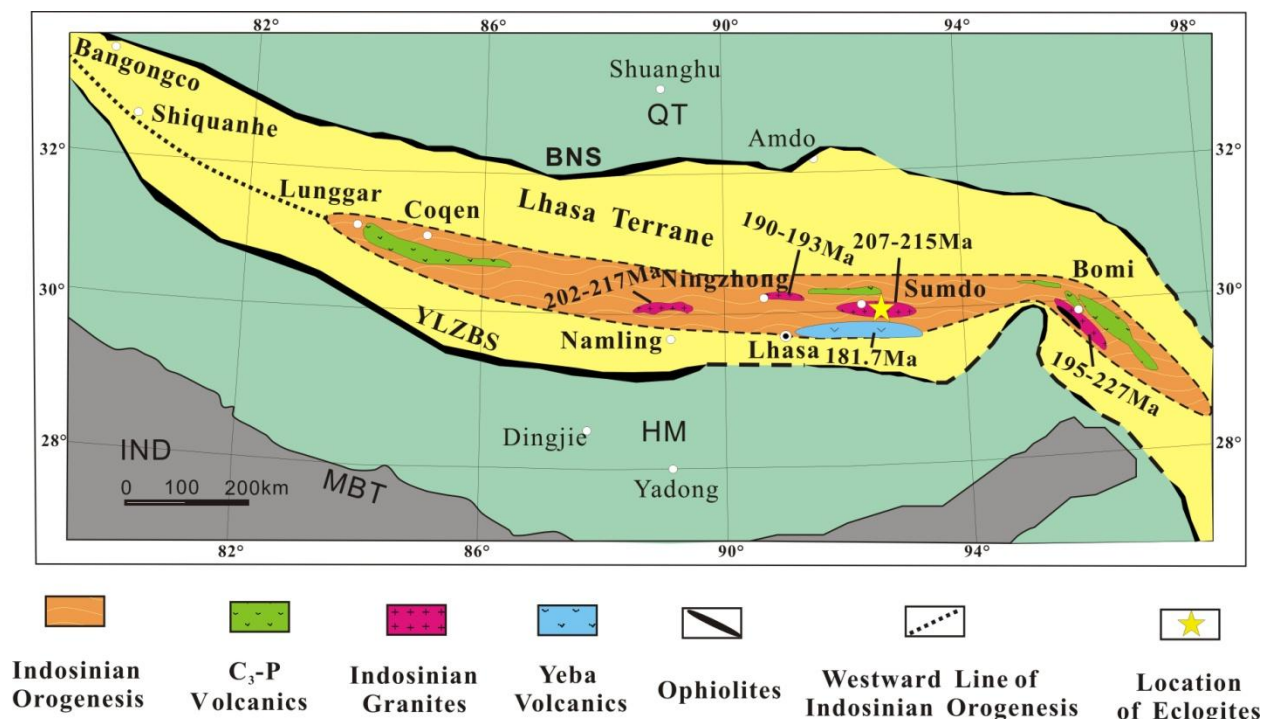 82°
86°
90°
94°
98°
Bangongco
Shuanghu
Shiquanhe
QT
Amdo
32°
32°
BNS
Lunggar
Coqen
Lhasa Terrane
190-193Ma
207-215Ma
Bomi
202-217Ma
Ningzhong
Sumdo
30°
30°
YLZBS
Namling
Lhasa
181.7Ma
195-227Ma
28°
28°
Dingjie
HM
IND
MBT
Yadong
0 100 200km
82°
86°
90°
94°
Indosinian
Orogenesis
C₃-P
Volcanics
Indosinian
Granites
Yeba
Volcanics
Ophiolites
Westward Line of
Indosinian Orogenesis
Location
of Eclogites